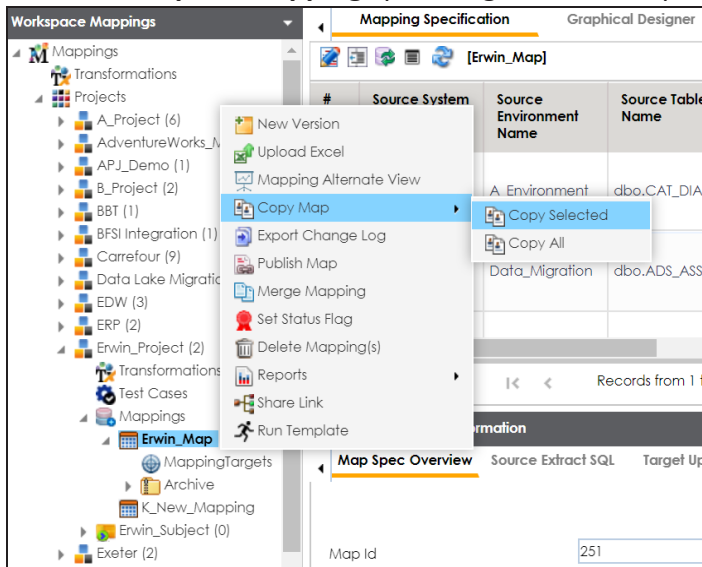 Workspace Mappings
Mappings
Transformations
Projects
A_Project (6)
AdventureWorks_M
APJ_Demo (1)
B_Project (2)
BBT (1)
BFSI Integration (1)
Carrefour (9)
Data Lake Migratio
EDW (3)
ERP (2)
Erwin_Project (2)
Transformations
Test Cases
Mappings
Erwin_Map
MappingTargets
Archive
K_New_Mapping
Erwin_Subject (0)
Exeter (2)
New Version
Upload Excel
Mapping Alternate View
Copy Map
Export Change Log
Publish Map
Merge Mapping
Set Status Flag
Delete Mapping(s)
Reports
Share Link
Run Template
Copy Selected
Copy All
Mapping Specification Graphical Designer
[Erwin_Map]
# Source System Source Environment Name Source Table Name
A_Environment dbo.CAT_DIA
Data_Migration dbo.ADS_ASS
Records from 1
Map Spec Overview Source Extract SQL Target Up
Map Id 251